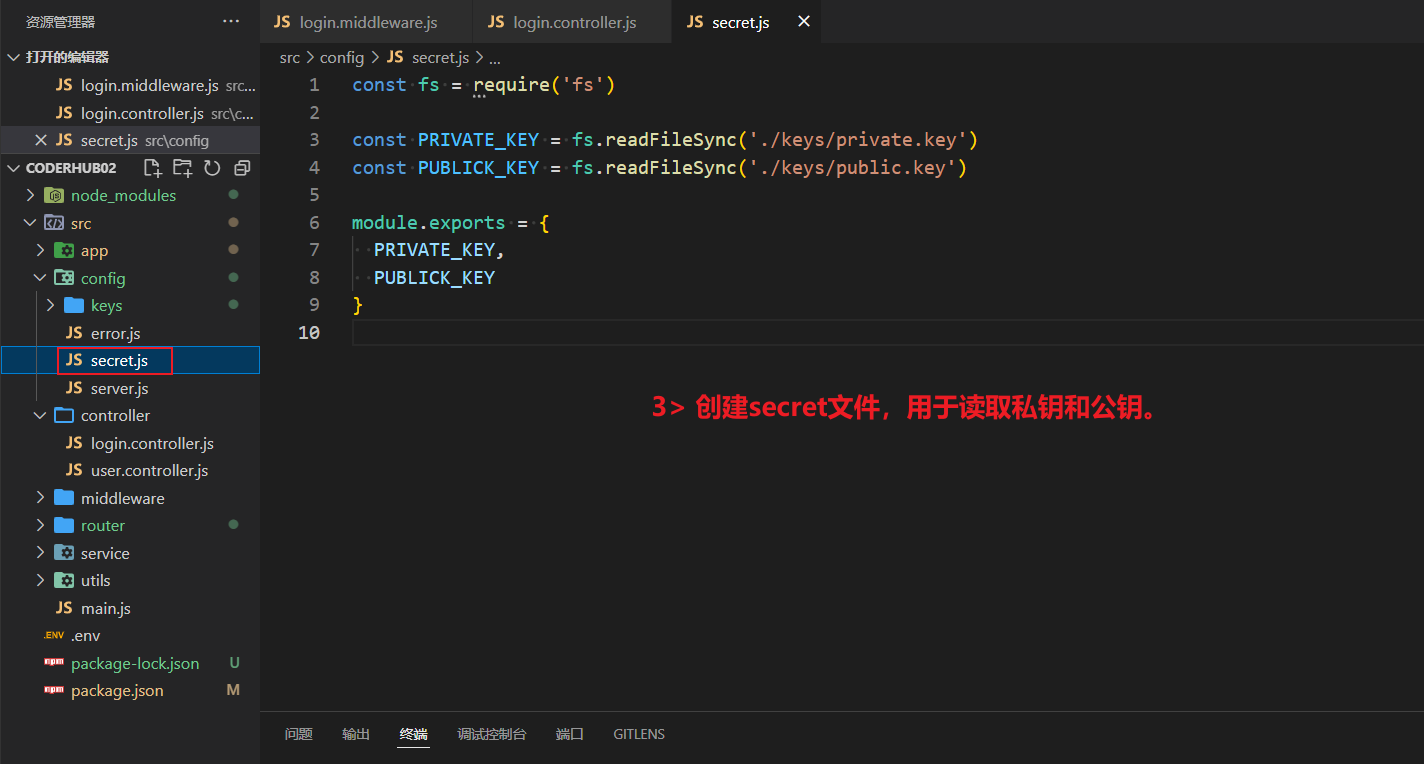 资源管理器 ···
打开的编辑器
JS login.middleware.js src...
JS login.controller.js src\c...
JS secret.js src\config
CODERHUB02
node_modules
src
app
config
keys
JS error.js
JS secret.js
JS server.js
controller
JS login.controller.js
JS user.controller.js
middleware
router
service
utils
JS main.js
.ENV .env
npm package-lock.json U
npm package.json M
JS login.middleware.js JS login.controller.js JS secret.js
src > config > JS secret.js > ...
1 const fs = require('fs')
2
3 const PRIVATE_KEY = fs.readFileSync('./keys/private.key')
4 const PUBLICK_KEY = fs.readFileSync('./keys/public.key')
5
6 module.exports = {
7 PRIVATE_KEY,
8 PUBLICK_KEY
9 }
10
3> 创建secret文件，用于读取私钥和公钥。
问题 输出 终端 调试控制台 端口 GITLENS